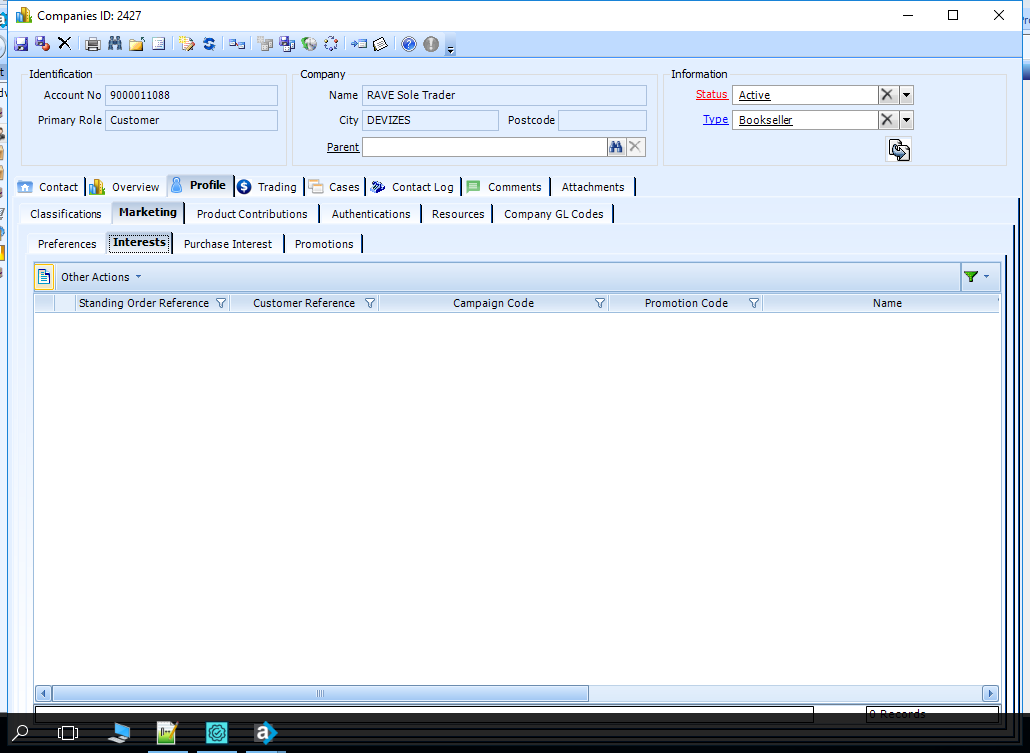 Companies ID: 2427
Identification
Account No 9000011088
Primary Role Customer
Company
Name RAVE Sole Trader
City DEVIZES Postcode
Parent
Information
Status Active
Type Bookseller
Contact Overview Profile Trading Cases Contact Log Comments Attachments
Classifications Marketing Product Contributions Authentications Resources Company GL Codes
Preferences Interests Purchase Interest Promotions
Other Actions
Standing Order Reference Customer Reference Campaign Code Promotion Code Name
0 Records